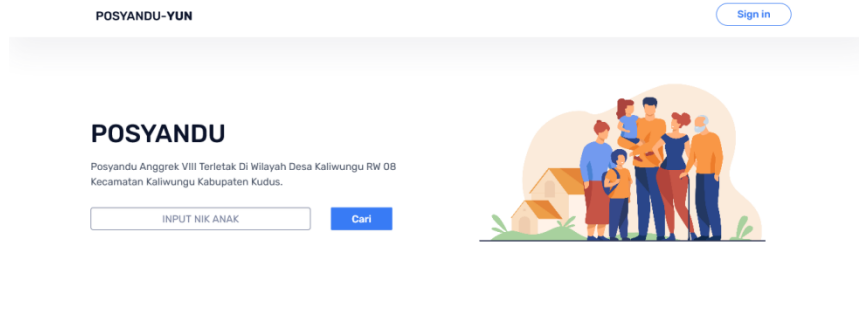 POSYANDU-YUN
Sign in
POSYANDU
Posyandu Anggrek VIII Terletak Di Wilayah Desa Kaliwungu RW 08
Kecamatan Kaliwungu Kabupaten Kudus.
INPUT NIK ANAK
Cari